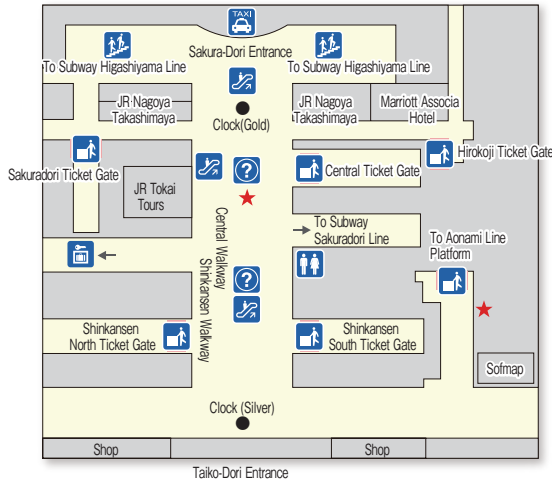 TAXI
Sakura-Dori Entrance
To Subway Higashiyama Line
To Subway Higashiyama Line
JR Nagoya
Takashimaya
Clock(Gold)
JR Nagoya
Takashimaya
Marriott Associa
Hotel
Hirokoji Ticket Gate
Sakuradori Ticket Gate
JR Tokai
Tours
?
Central Ticket Gate
Central Walkway
Shinkansen Walkway
To Subway
Sakuradori Line
To Aonami Line
Platform
?
Shinkansen
North Ticket Gate
Shinkansen
South Ticket Gate
Sofmap
Clock (Silver)
Shop
Shop
Taiko-Dori Entrance